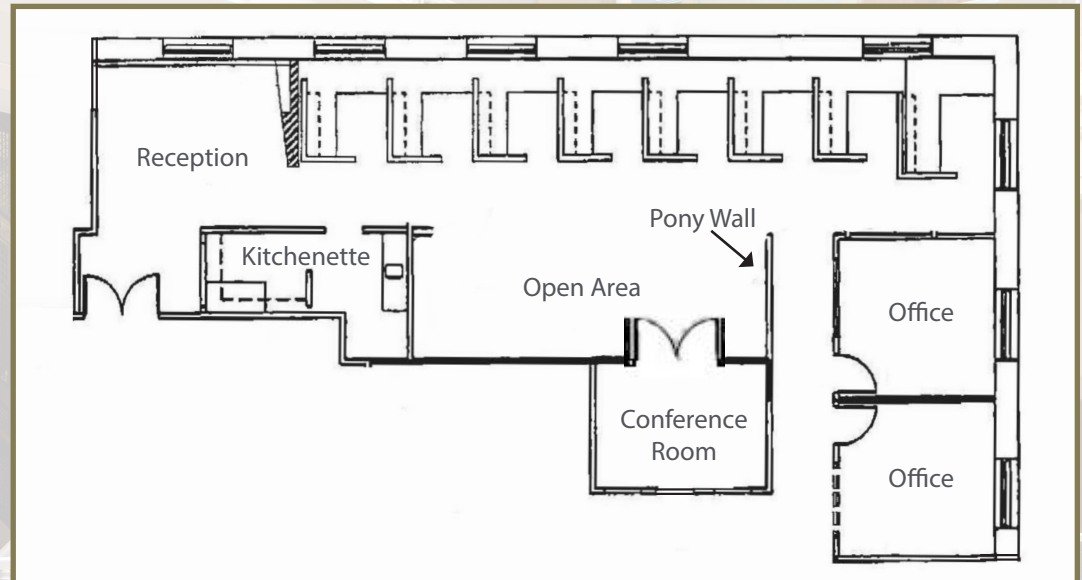 Reception
Pony Wall
Kitchenette
Open Area
Office
Conference
Room
Office